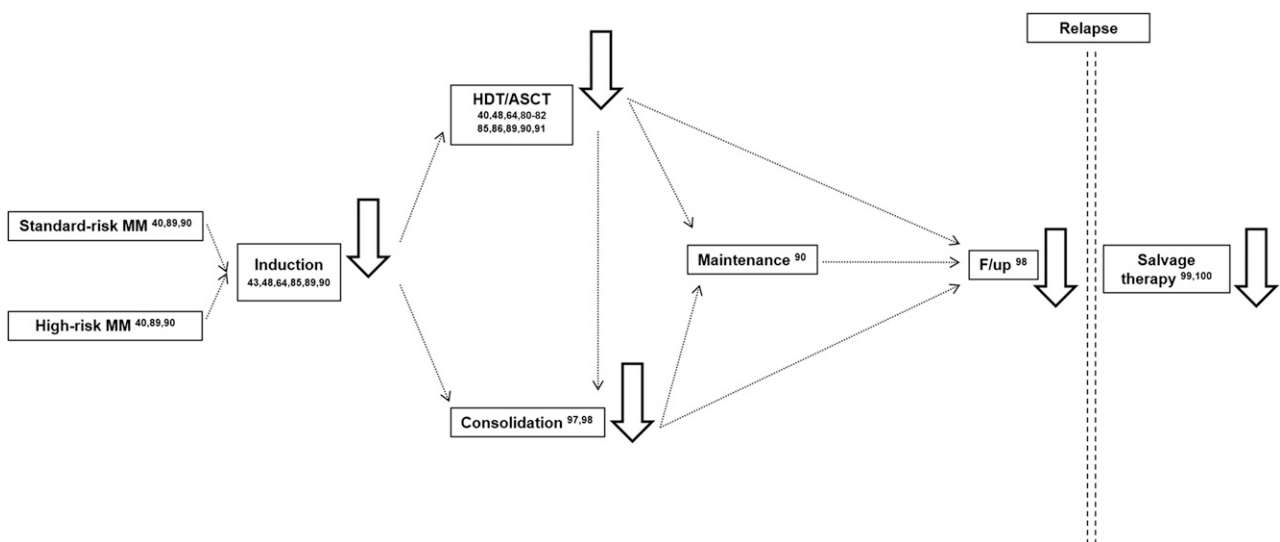 Relapse
HDT/ASCT
40,48,64,80-82
85,86,89,90,91
Standard-risk MM 40,89,90
Induction
43,48,64,85,89,90
High-risk MM 40,89,90
Maintenance 90
F/up 98
Salvage
therapy 99,100
Consolidation 97,98